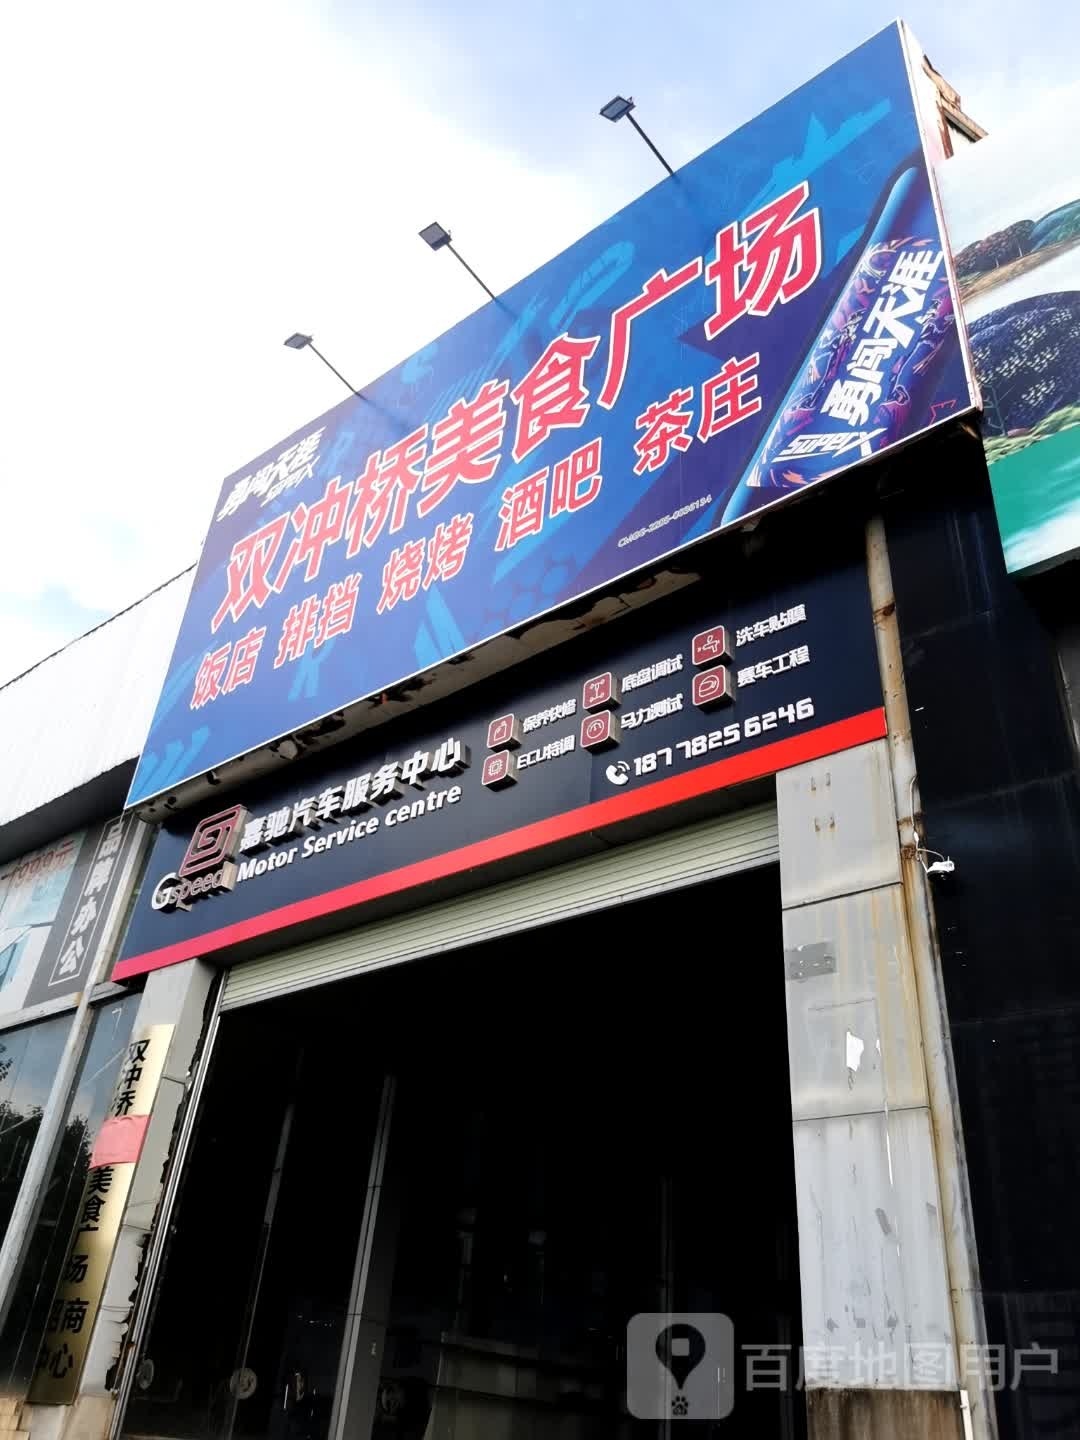 勇闯天涯
SUPERX
双冲桥美食广场
饭店 排挡 烧烤 酒吧 茶庄
勇闯天涯
SUPERX
Gspeed
嘉驰汽车服务中心
Motor Service centre
保养快修
底盘调试
洗车贴膜
ECU特调
马力测试
赛车工程
18778256246
品牌办公
双冲桥
美食广场招商
中心
百度地图用户